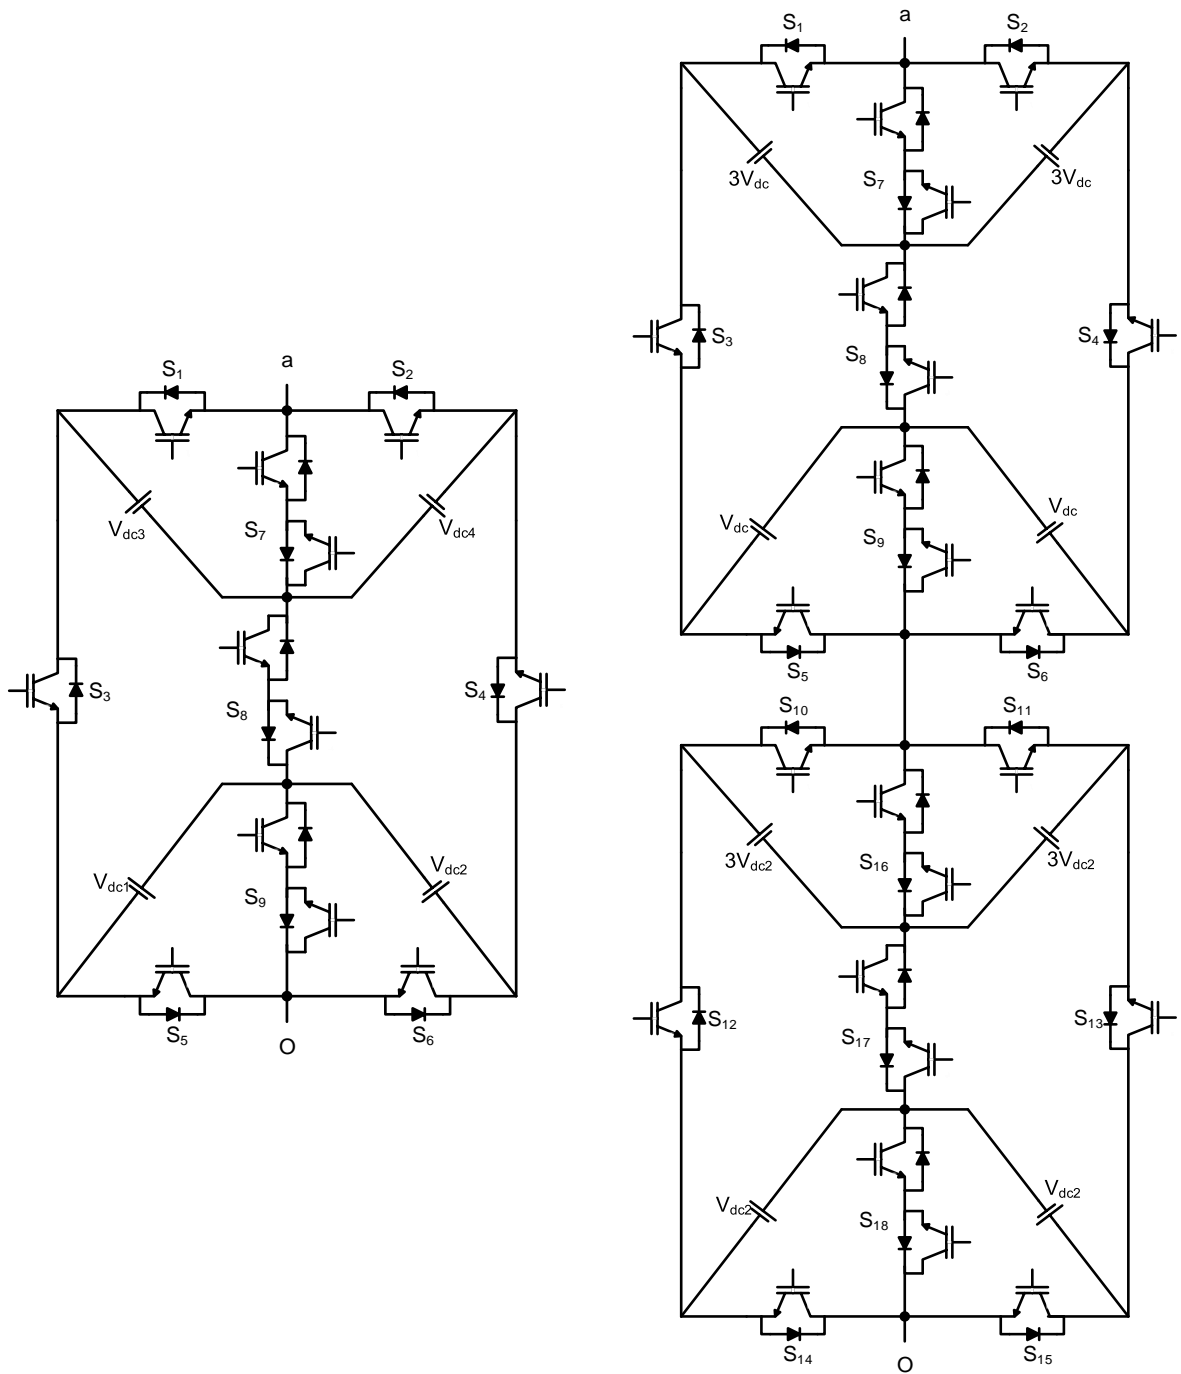 a
S1 S2
Vdc3 S7 Vdc4
S3 S8 S4
Vdc1 S9 Vdc2
S5 S6
O
a
S1 S2
3Vdc S7 3Vdc
S3 S8 S4
Vdc S9 Vdc
S5 S6
S10 S11
3Vdc2 S16 3Vdc2
S12 S17 S13
Vdc2 S18 Vdc2
S14 S15
O